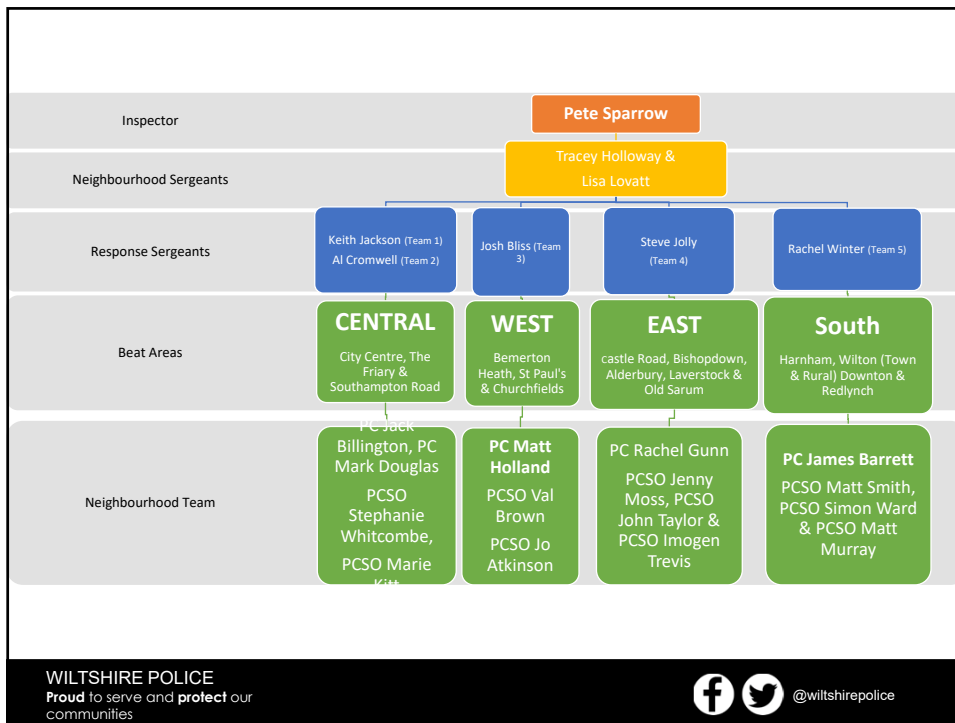 Inspector
Pete Sparrow
Neighbourhood Sergeants
Tracey Holloway &
Lisa Lovatt
Response Sergeants
Keith Jackson (Team 1)
Al Cromwell (Team 2)
Josh Bliss (Team
3)
Steve Jolly
(Team 4)
Rachel Winter (Team 5)
Beat Areas
CENTRAL
City Centre, The
Friary &
Southampton Road
WEST
Bemerton
Heath, St Paul's
& Churchfields
EAST
castle Road, Bishopdown,
Alderbury, Laverstock &
Old Sarum
South
Harnham, Wilton (Town
& Rural) Downton &
Redlynch
Neighbourhood Team
PC Jack
Billington, PC
Mark Douglas
PCSO
Stephanie
Whitcombe,
PCSO Marie
Kitt
PC Matt
Holland
PCSO Val
Brown
PCSO Jo
Atkinson
PC Rachel Gunn
PCSO Jenny
Moss, PCSO
John Taylor &
PCSO Imogen
Trevis
PC James Barrett
PCSO Matt Smith,
PCSO Simon Ward
& PCSO Matt
Murray
WILTSHIRE POLICE
Proud to serve and protect our
communities
@wiltshirepolice